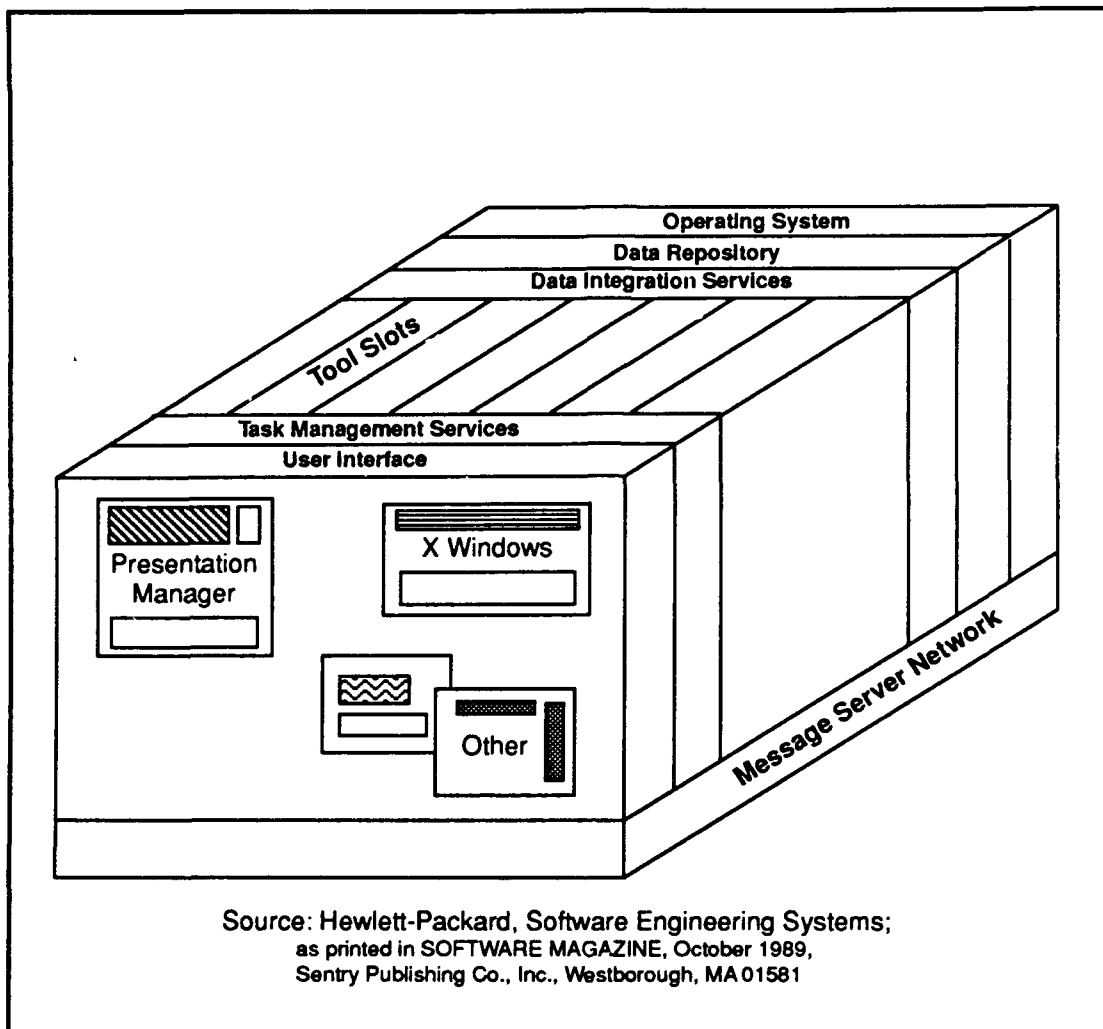 Operating System
Data Repository
Data Integration Services
Tool Slots
Task Management Services
User Interface
Presentation
Manager
X Windows
Other
Message Server Network
Source: Hewlett-Packard, Software Engineering Systems;
as printed in SOFTWARE MAGAZINE, October 1989,
Sentry Publishing Co., Inc., Westborough, MA 01581